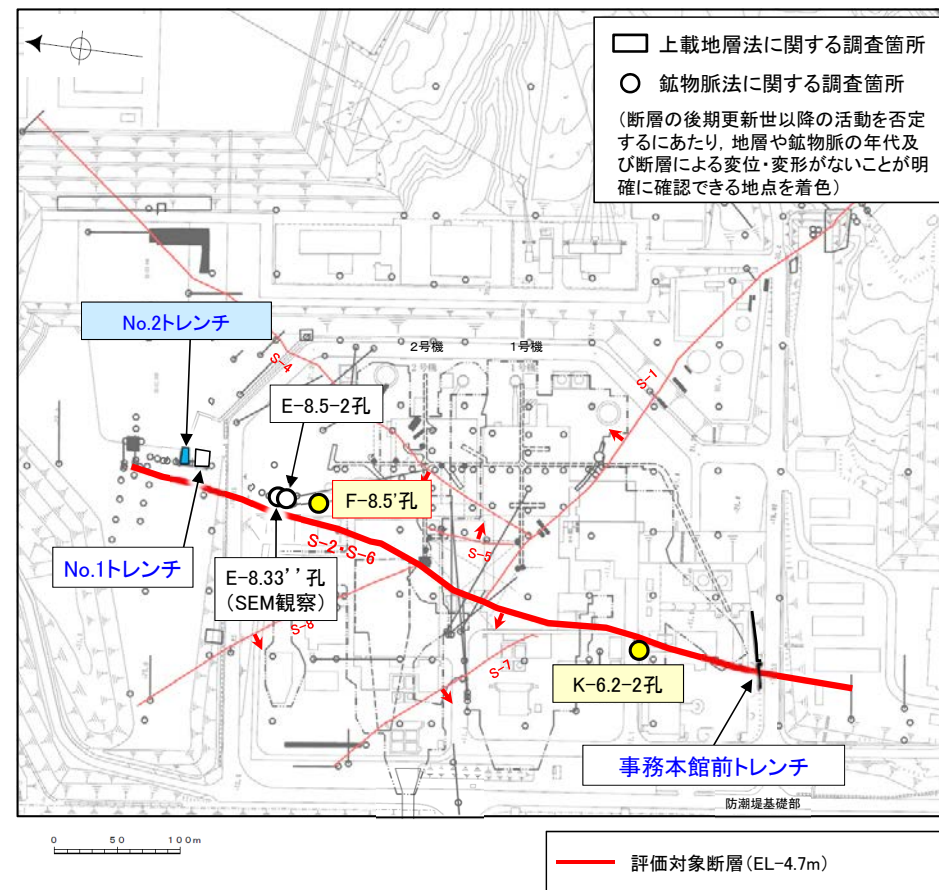 上載地層法に関する調査箇所
鉱物脈法に関する調査箇所
(断層の後期更新世以降の活動を否定
するにあたり，地層や鉱物脈の年代及
び断層による変位・変形がないことが明
確に確認できる地点を着色)
No.2トレンチ
2号機
1号機
S-4
S-1
E-8.5-2孔
F-8.5'孔
S-2・S-6
S-5
No.1トレンチ
E-8.33''孔
(SEM観察)
S-8
S-7
K-6.2-2孔
事務本館前トレンチ
防潮堤基礎部
0 50 100m
評価対象断層(EL-4.7m)